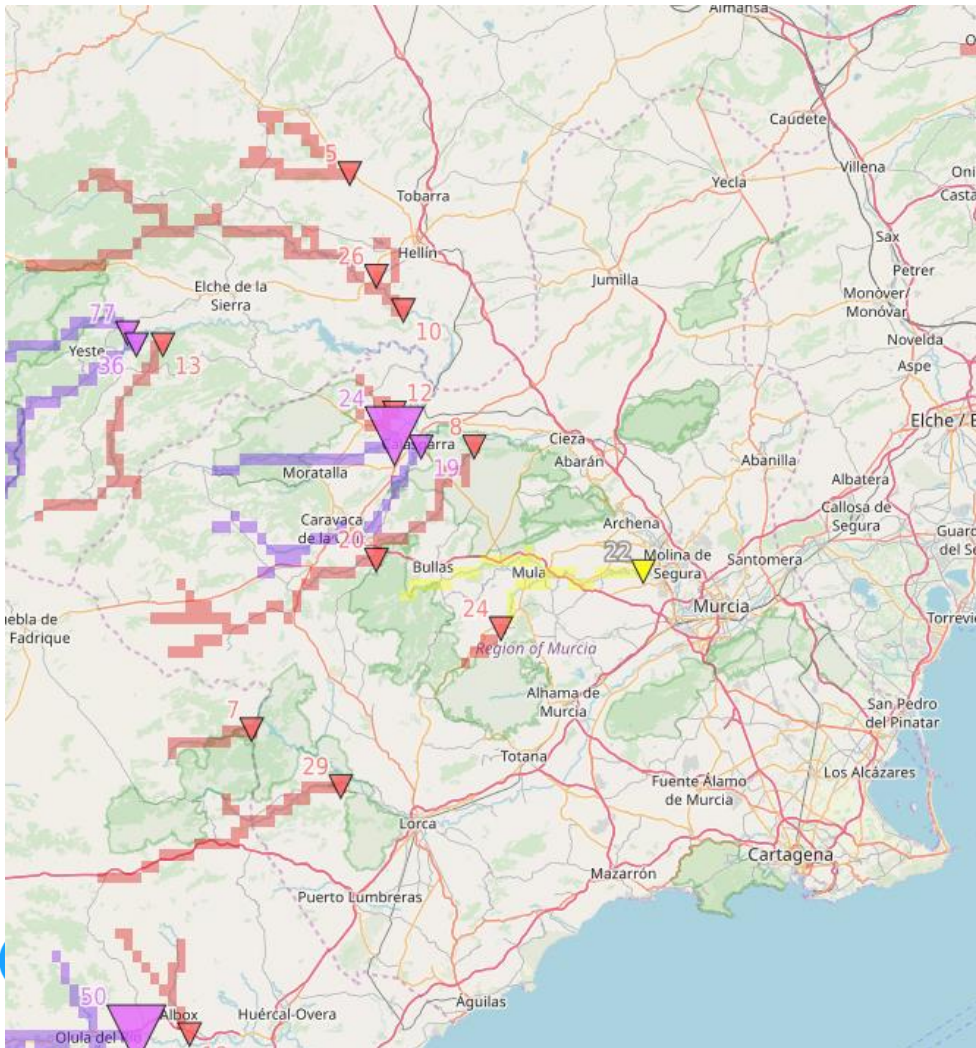 Almansa
Caudete
Villena
5
Yecla
Oni
Tobarra
Casta
Sax
Hellín
26
Petrer
Jumilla
Elche de la
Sierra
Monòver/
Monóvar
10
77
Novelda
Yeste
36
13
Aspe
24
12
8
Elche / E
Cieza
Abarán
19
Moratalla
Abanilla
Albatera
Callosa de
Segura
Archena
Caravaca
Guard
del Se
20
22
Molina de
Segura
Santomera
Bullas
Mula
Murcia
24
uebla de
Fadrique
Torrevie
Region of Murcia
Alhama de
Murcia
San Pedro
del Pinatar
7
Totana
29
Los Alcázares
Fuente Álamo
de Murcia
Lorca
Cartagena
Mazarrón
Puerto Lumbreras
50
Águilas
Albox
Huércal-Overa
Olula del